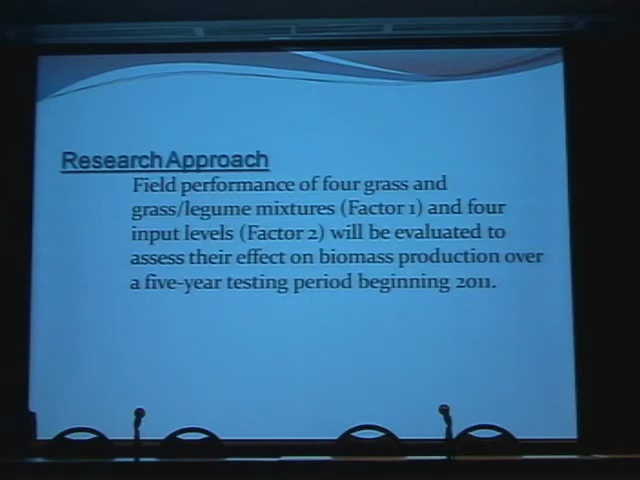 Research Approach
Field performance of four grass and
grass/legume mixtures (Factor 1) and four
input levels (Factor 2) will be evaluated to
assess their effect on biomass production over
a five-year testing period beginning 2011.